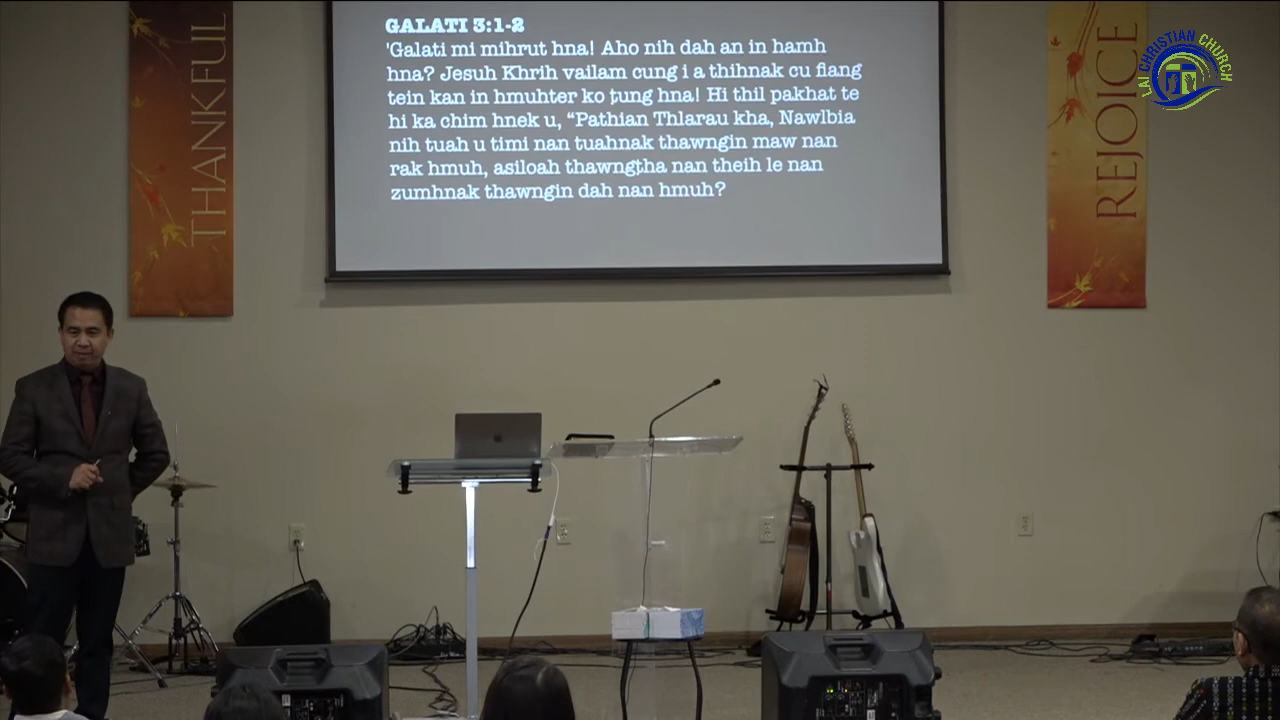 GALATI 3:1-2
'Galati mi mihrut hna! Aho nih dah an in hamh
hna? Jesuh Khrih vailam cung i a thihnak cu fiang
tein kan in hmuhter ko ṭung hna! Hi thil pakhat te
hi ka chim hnek u, “Pathian Thlarau kha, Nawlbia
nih tuah u timi nan tuahnak thawngin maw nan
rak hmuh, asiloah thawngṭha nan theih le nan
zumhnak thawngin dah nan hmuh?
THANKFUL
REJOICE
LAI CHRISTIAN CHURCH